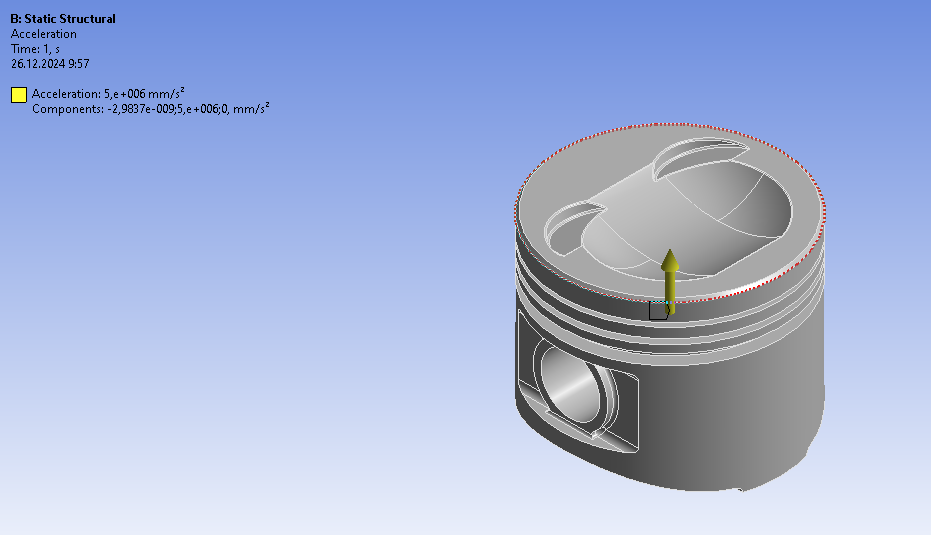 B: Static Structural
Acceleration
Time: 1, s
26.12.2024 9:57
Acceleration: 5,e+006 mm/s²
Components: -2,9837e-009;5,e+006;0, mm/s²